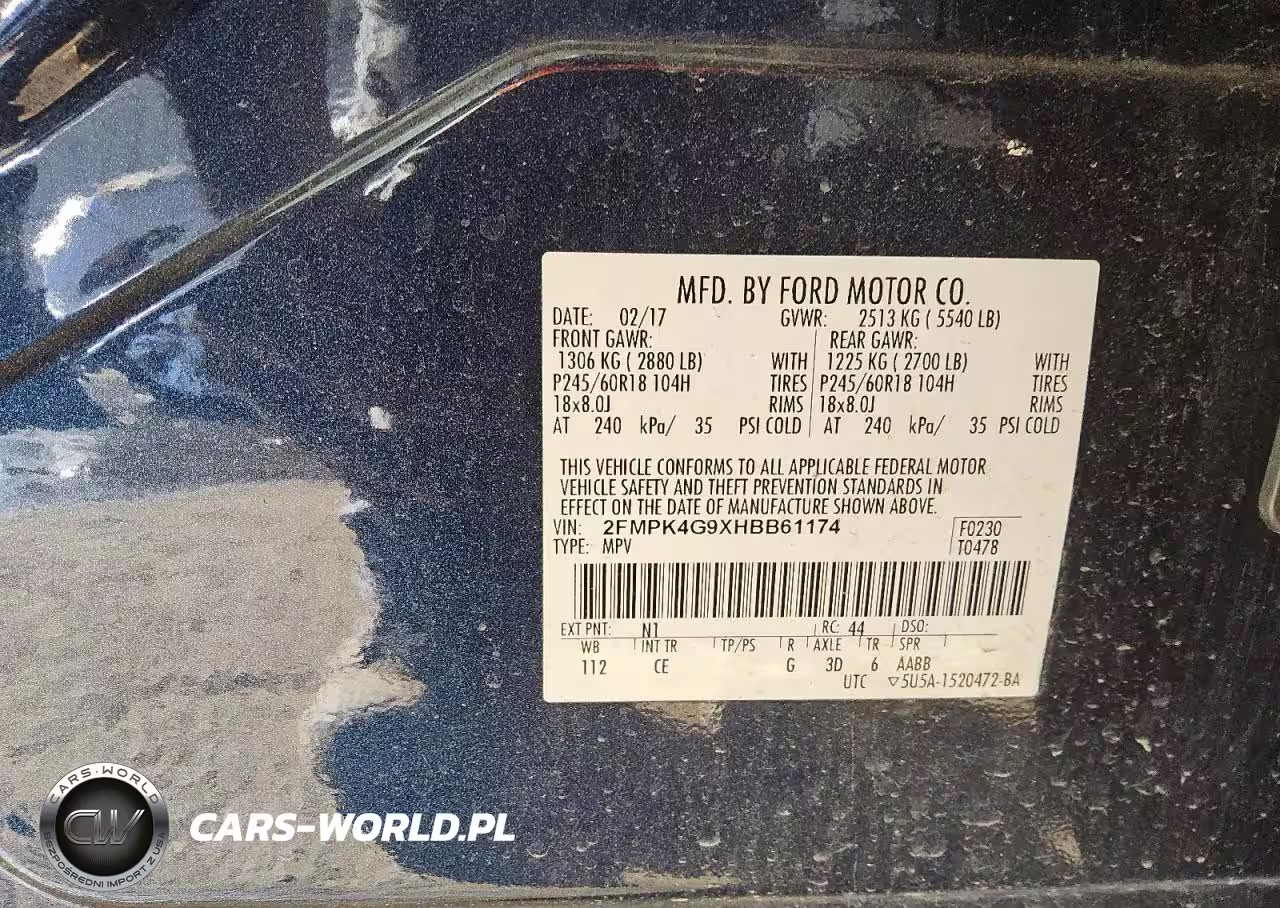 MFD. BY FORD MOTOR CO.
DATE: 02/17 GVWR: 2513 KG ( 5540 LB)
FRONT GAWR: REAR GAWR:
1306 KG ( 2880 LB) WITH 1225 KG ( 2700 LB) WITH
P245/60R18 104H TIRES P245/60R18 104H TIRES
18x8.0J RIMS 18x8.0J RIMS
AT 240 kPa/ 35 PSI COLD AT 240 kPa/ 35 PSI COLD
THIS VEHICLE CONFORMS TO ALL APPLICABLE FEDERAL MOTOR
VEHICLE SAFETY AND THEFT PREVENTION STANDARDS IN
EFFECT ON THE DATE OF MANUFACTURE SHOWN ABOVE.
VIN: 2FMPK4G9XHBB61174 F0230
TYPE: MPV T0478
EXT PNT: N1 RC: 44 DSO:
WB INT TR TP/PS R AXLE TR SPR
112 CE G 3D 6 AABB
UTC ▽5U5A-1520472-BA
CARS-WORLD
CW
BEZPOŚREDNI IMPORT Z USA
CARS-WORLD.PL